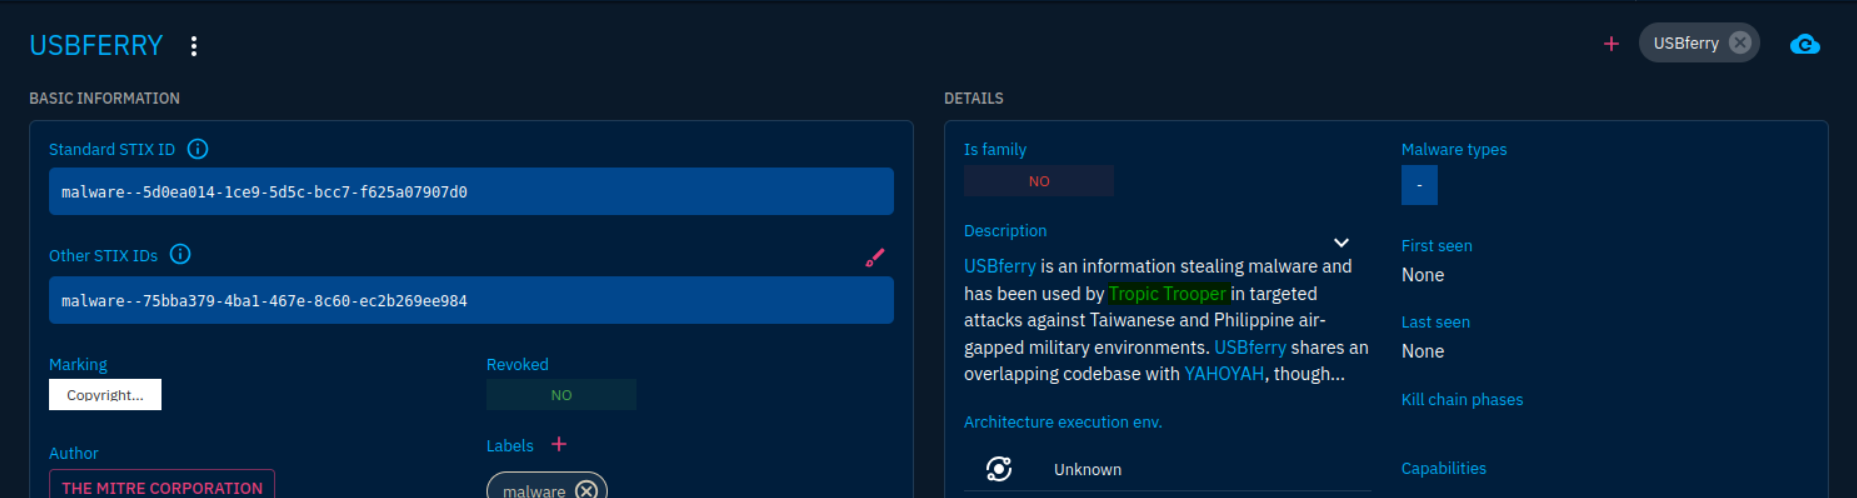 USBFERRY
USBferry
BASIC INFORMATION
Standard STIX ID
malware--5d0ea014-1ce9-5d5c-bcc7-f625a07907d0
Other STIX IDs
malware--75bba379-4ba1-467e-8c60-ec2b269ee984
Marking
Copyright...
Revoked
NO
Author
THE MITRE CORPORATION
Labels
malware
DETAILS
Is family
NO
Description
USBferry is an information stealing malware and
has been used by Tropic Trooper in targeted
attacks against Taiwanese and Philippine air-
gapped military environments. USBferry shares an
overlapping codebase with YAHOYAH, though...
Architecture execution env.
Unknown
Malware types
-
First seen
None
Last seen
None
Kill chain phases
Capabilities